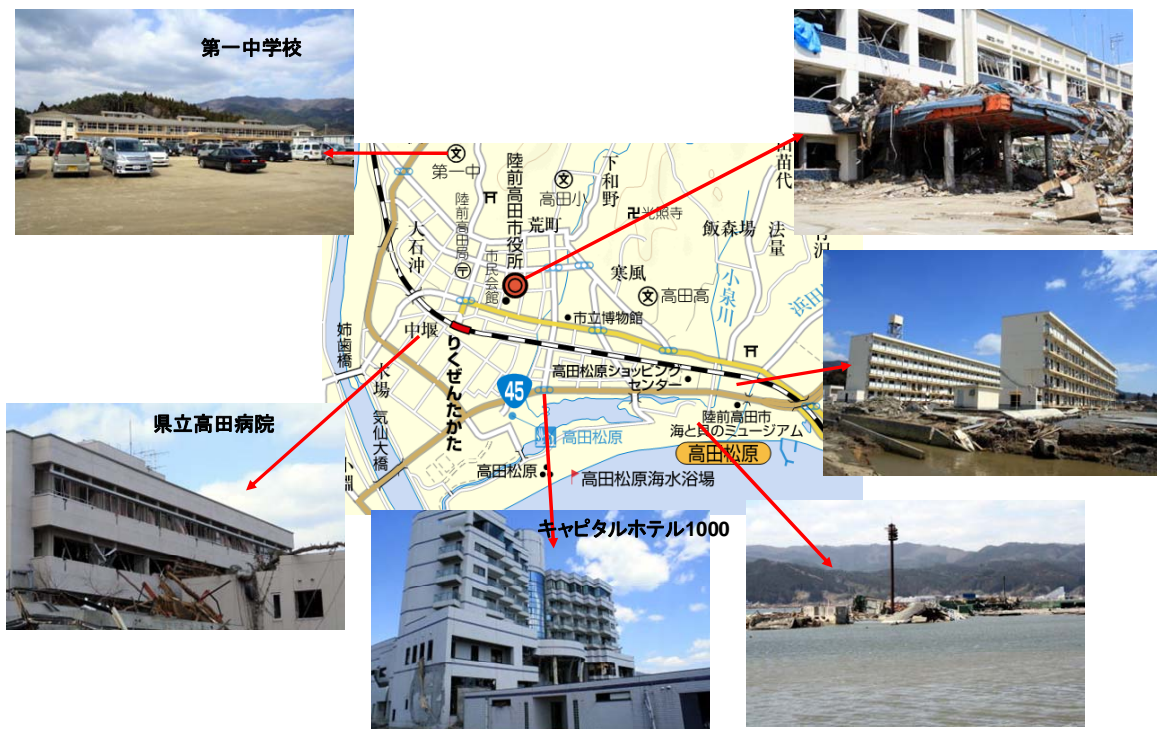 第一中学校
第一中
陸前高田局
陸前高田市役所
市民会館
高田小
下和野
荒町
光照寺
飯森場
法量
大石沖
寒風
高田高
小泉川
市立博物館
中堰
姉歯橋
りくぜんたかた
高田松原ショッピング
センター
木場
45
気仙大橋
陸前高田市
海と貝のミュージアム
高田松原
高田松原
高田松原
高田松原海水浴場
小淵
県立高田病院
キャピタルホテル1000